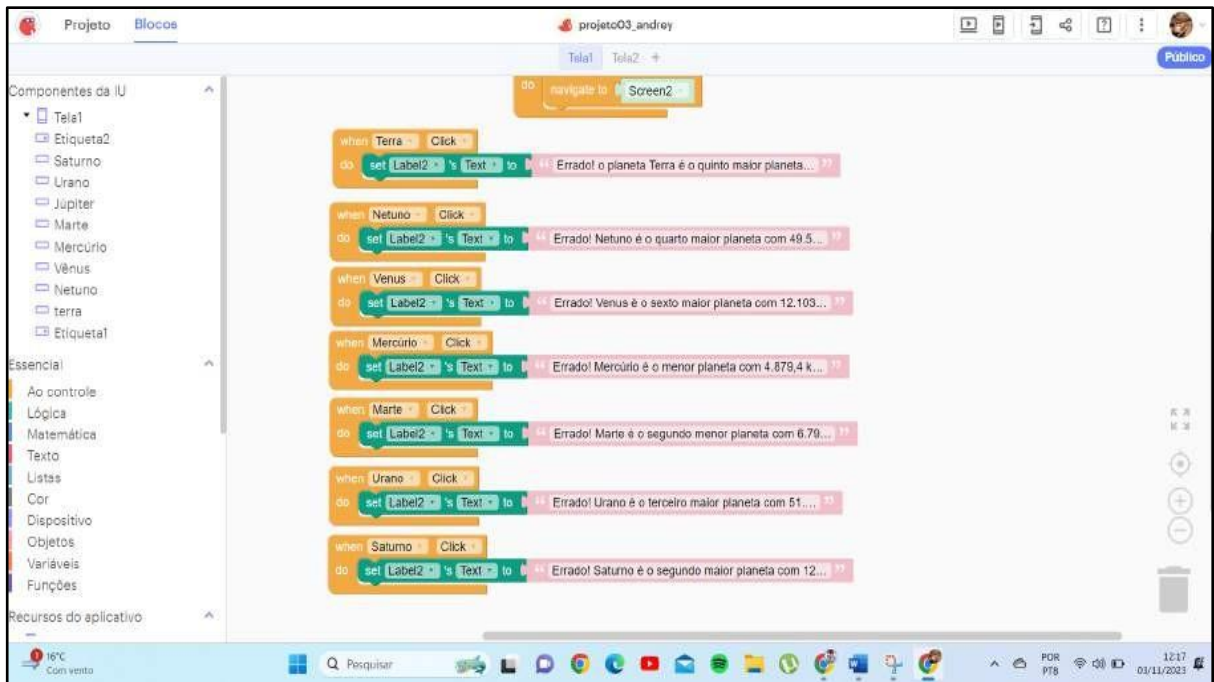 Projeto Blocos projeto03_andrey
Tela1 Tela2 +
Público
Componentes da IU
Tela1
Etiqueta2
Saturno
Urano
Júpiter
Marte
Mercúrio
Vênus
Netuno
terra
Etiqueta1
Essencial
Ao controle
Lógica
Matemática
Texto
Listas
Cor
Dispositivo
Objetos
Variáveis
Funções
Recursos do aplicativo
do navigate to Screen2
when Terra Click
do set Label2 's Text to “ Errado! o planeta Terra é o quinto maior planeta... ”
when Netuno Click
do set Label2 's Text to “ Errado! Netuno é o quarto maior planeta com 49.5... ”
when Venus Click
do set Label2 's Text to “ Errado! Venus é o sexto maior planeta com 12.103... ”
when Mercúrio Click
do set Label2 's Text to “ Errado! Mercúrio é o menor planeta com 4.879,4 k... ”
when Marte Click
do set Label2 's Text to “ Errado! Marte é o segundo menor planeta com 6.79... ”
when Urano Click
do set Label2 's Text to “ Errado! Urano é o terceiro maior planeta com 51.... ”
when Saturno Click
do set Label2 's Text to “ Errado! Saturno é o segundo maior planeta com 12... ”
16°C
Com vento
Pesquisar
POR
PTB
12:17
03/11/2023